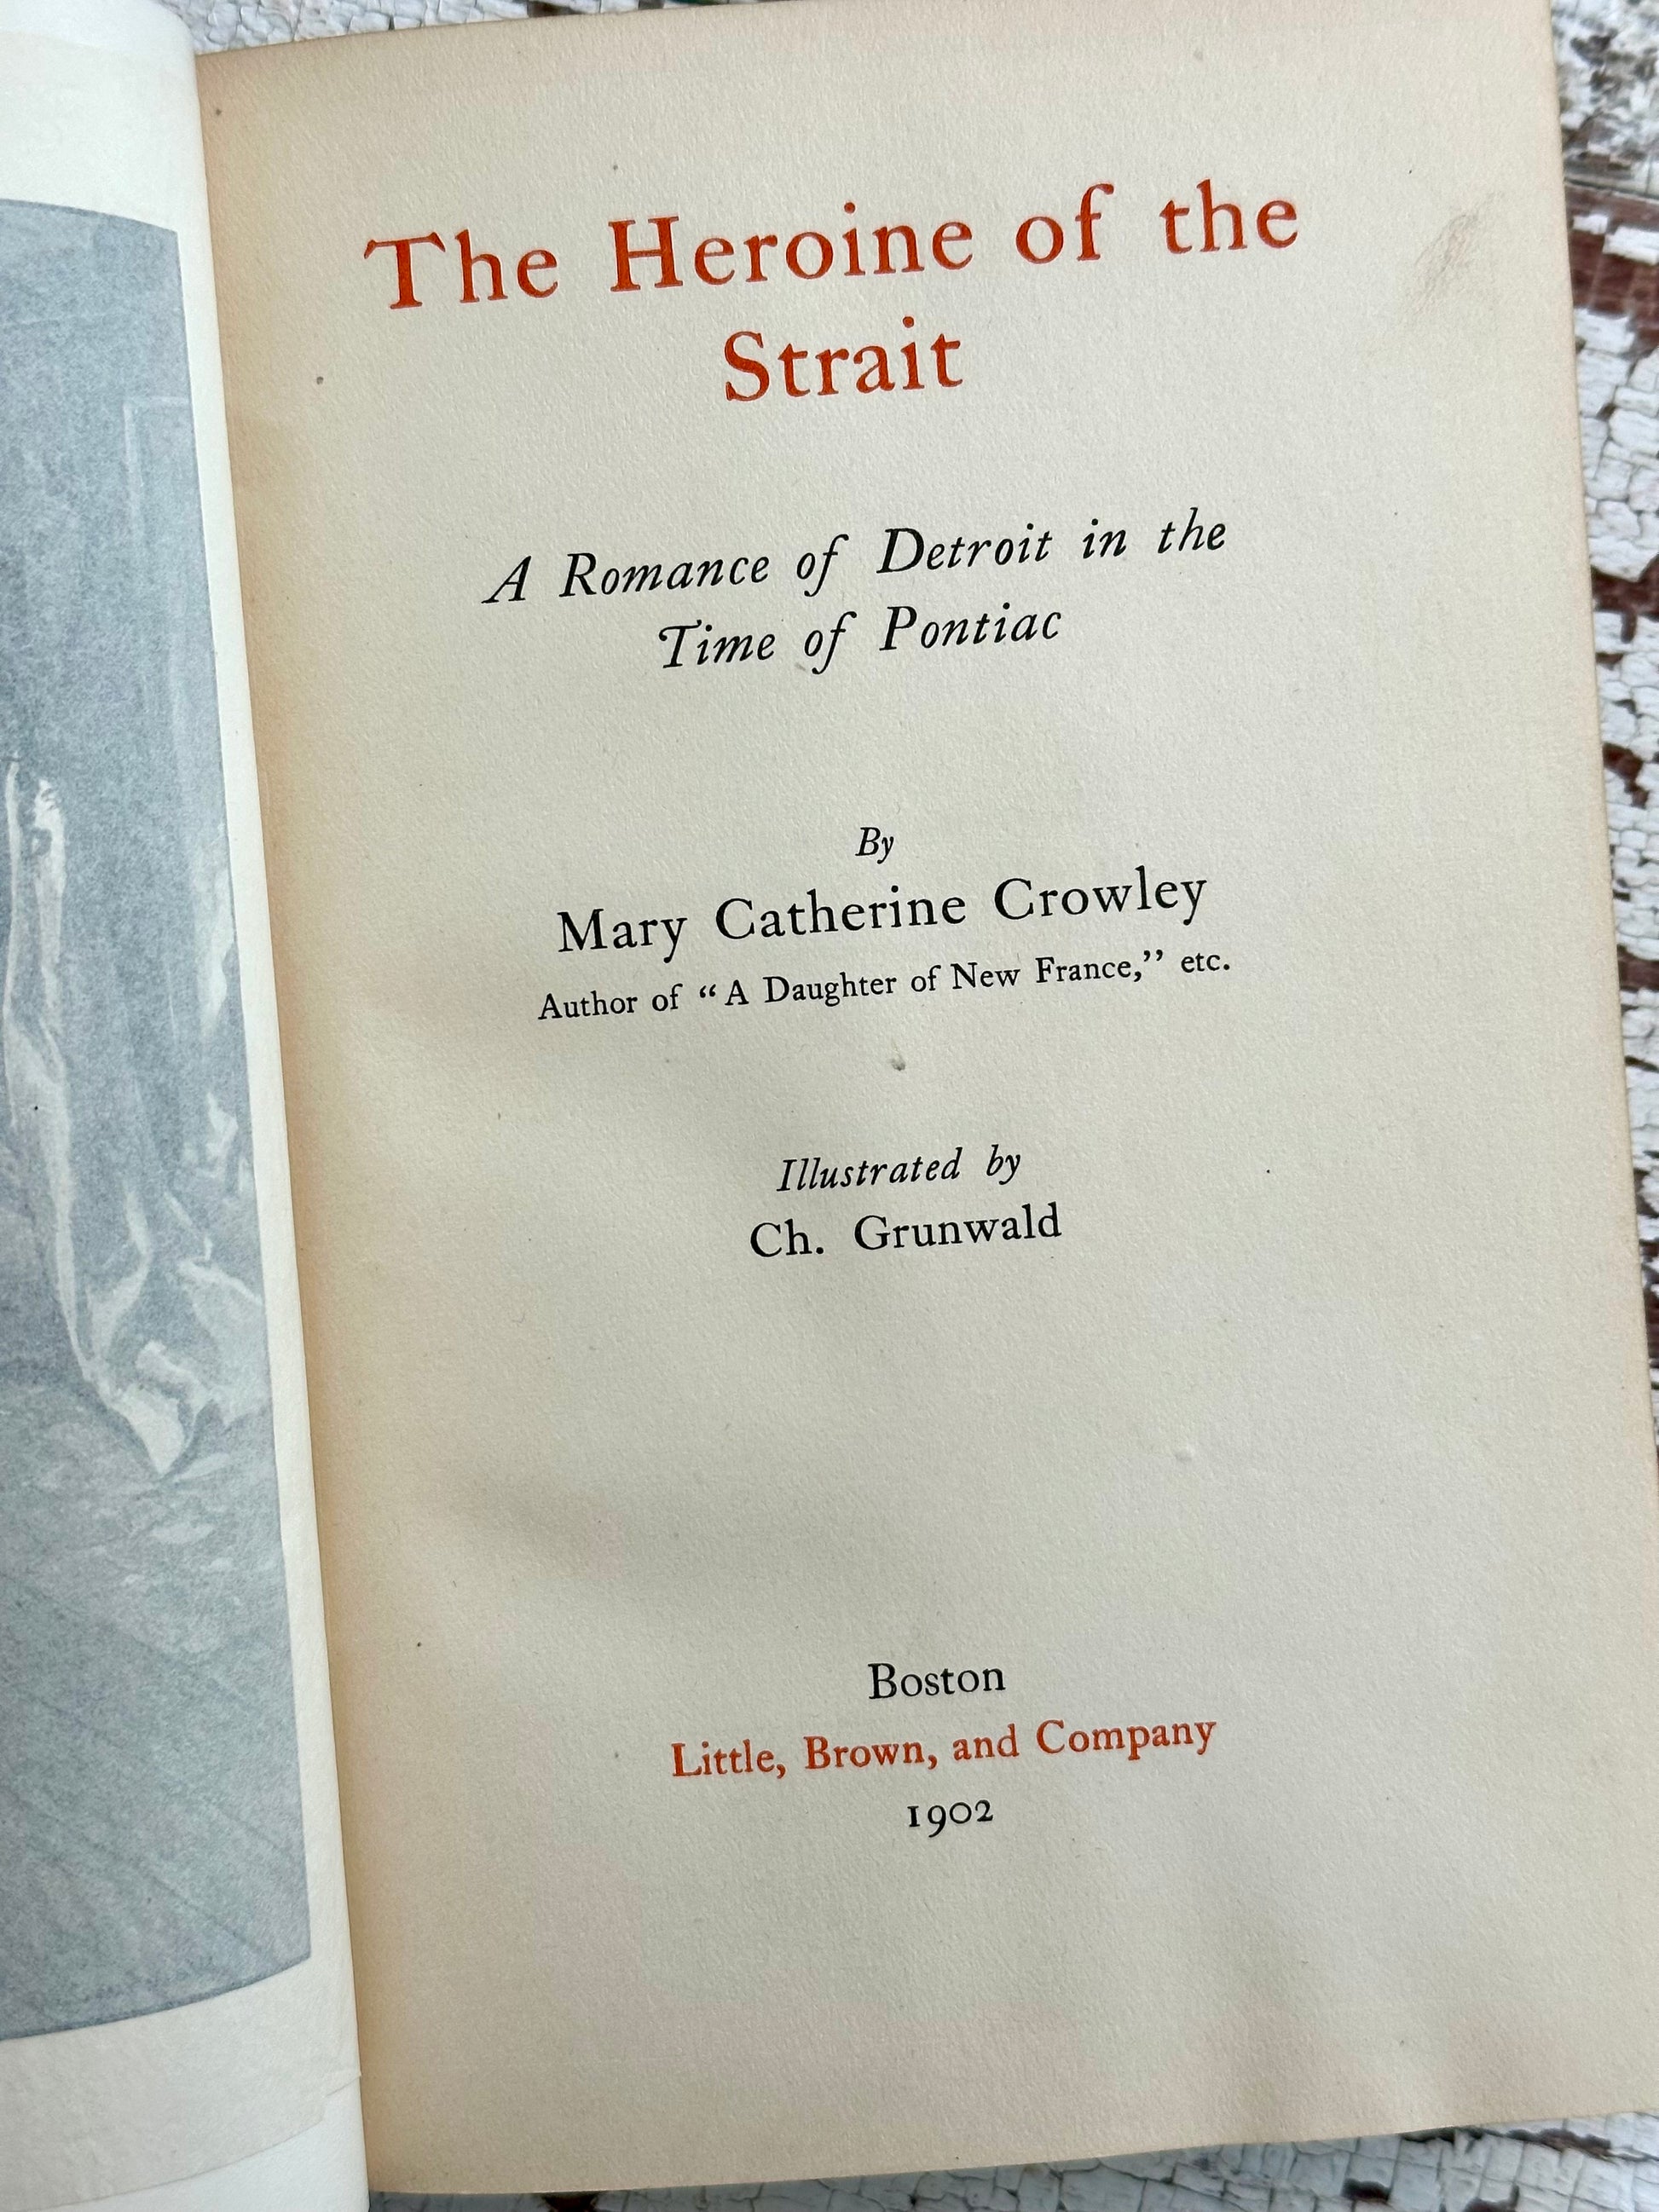 The Heroine of the
Strait
A Romance of Detroit in the
Time of Pontiac
By
Mary Catherine Crowley
Author of “A Daughter of New France,” etc.
Illustrated by
Ch. Grunwald
Boston
Little, Brown, and Company
1902